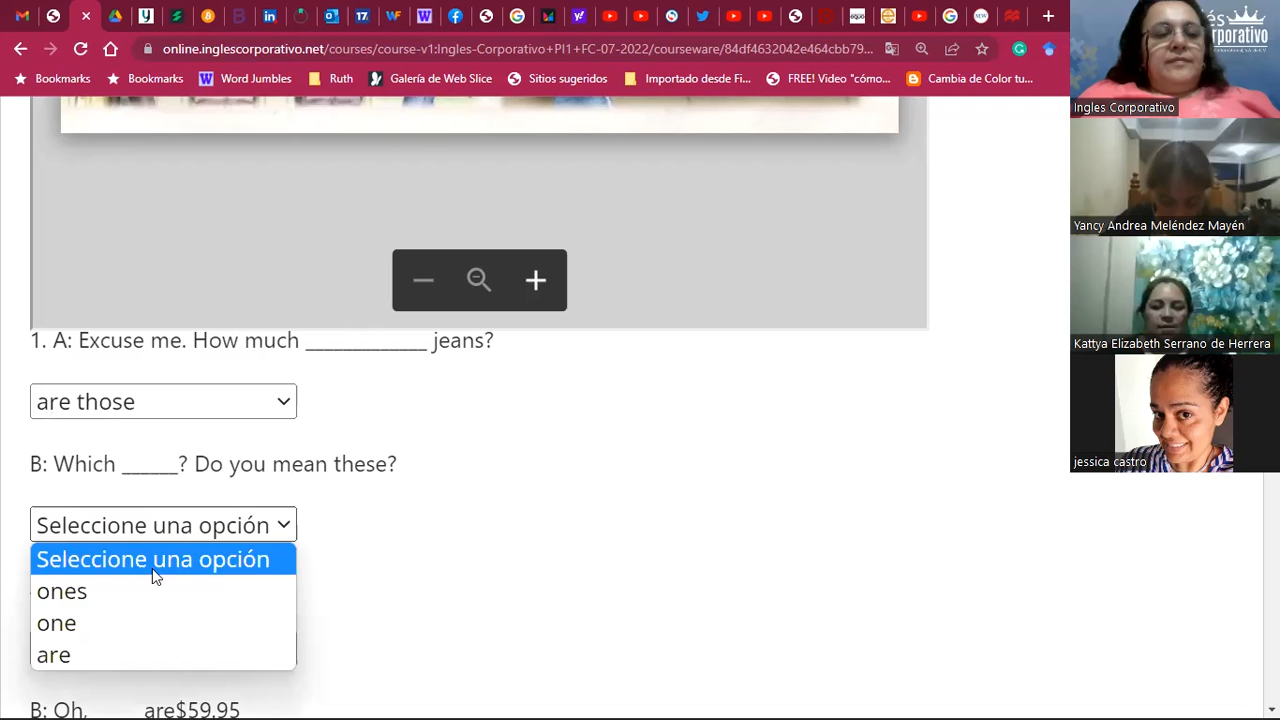 online.inglescorporativo.net/courses/course-v1:Ingles-Corporativo+PI1+FC-07-2022/courseware/84df4632042e464cbb79...
Bookmarks
Bookmarks
Word Jumbles
Ruth
Galería de Web Slice
Sitios sugeridos
Importado desde Fi...
FREE! Video "cómo...
Cambia de Color tu...
Ingles Corporativo
Yancy Andrea Meléndez Mayén
Kattya Elizabeth Serrano de Herrera
jessica castro
1. A: Excuse me. How much _____________ jeans?
are those
B: Which ______? Do you mean these?
Seleccione una opción
Seleccione una opción
ones
one
are
B: Oh, _____ are$59.95